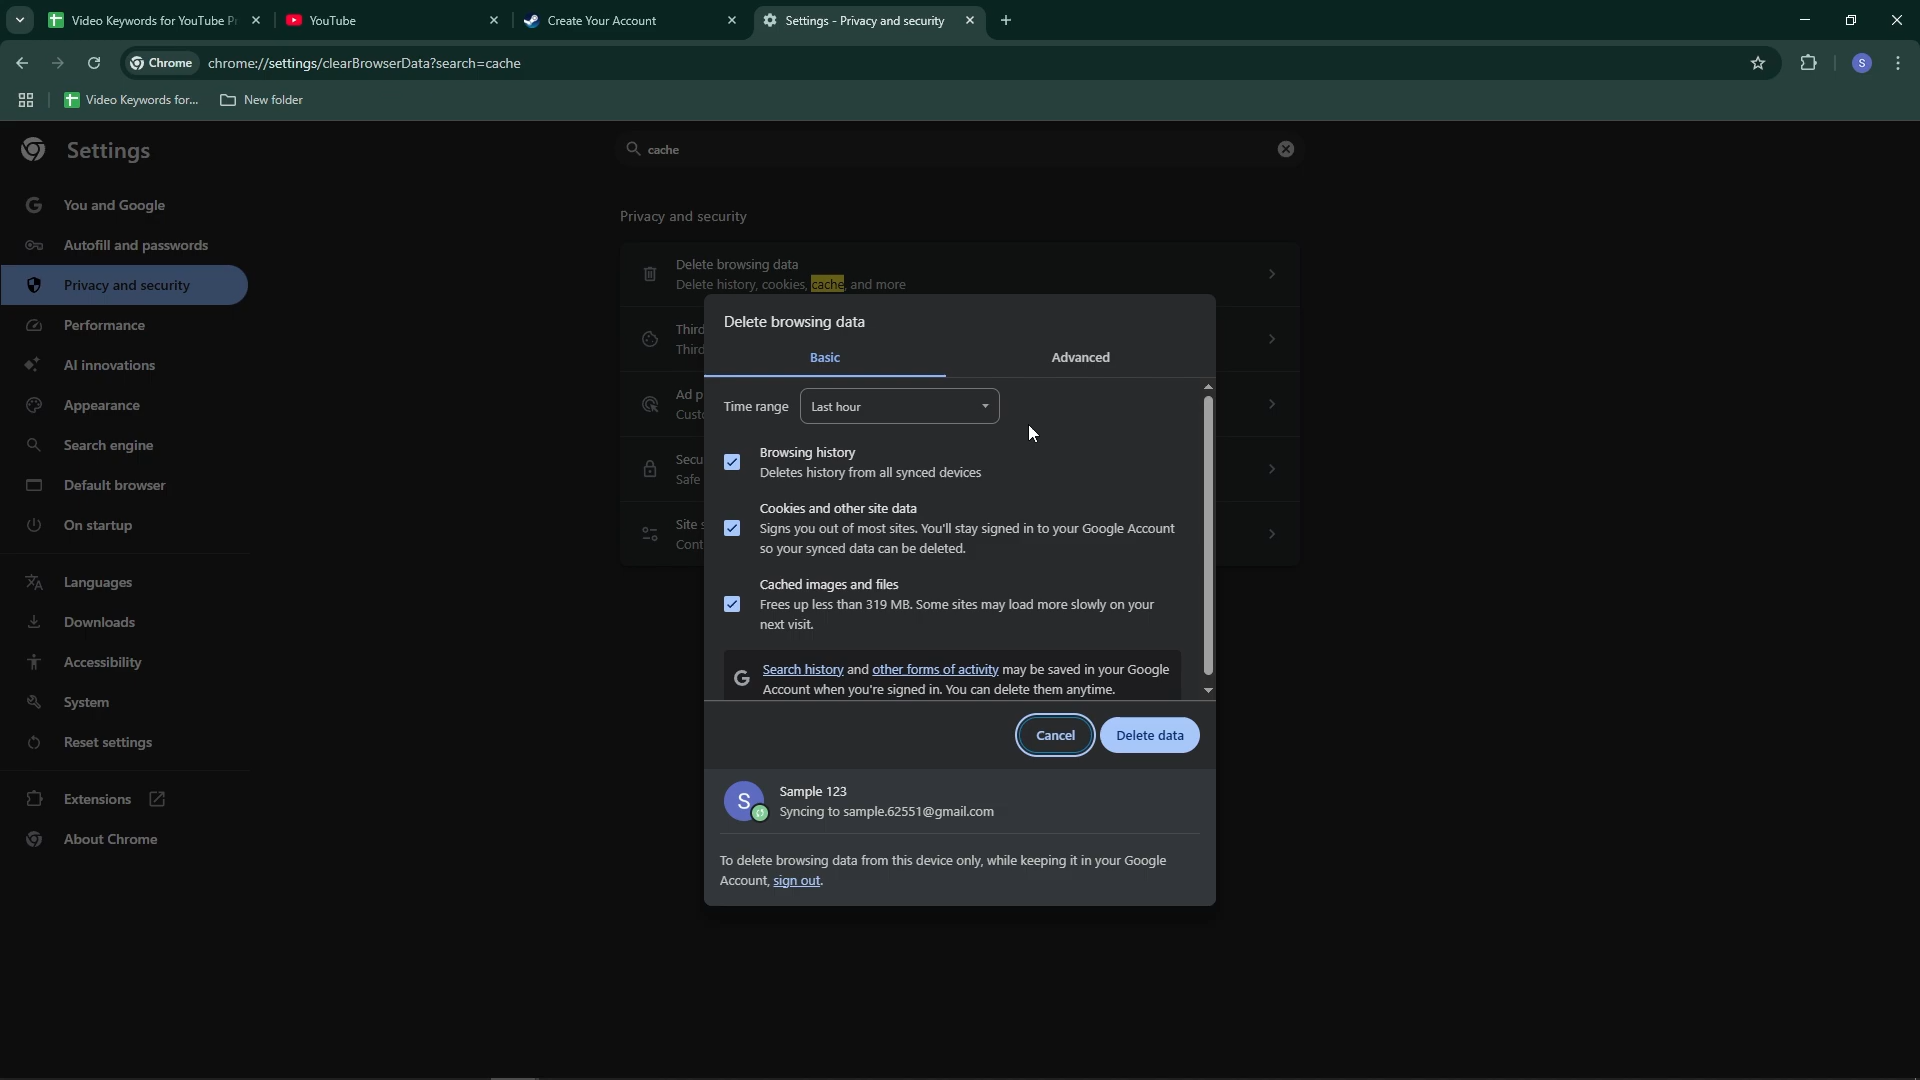 Video Keywords for YouTube P
YouTube
Create Your Account
Settings - Privacy and security
Chrome
chrome://settings/clearBrowserData?search=cache
S
Video Keywords for...
New folder
Settings
cache
You and Google
Autofill and passwords
Privacy and security
Performance
AI innovations
Appearance
Search engine
Default browser
On startup
Languages
Downloads
Accessibility
System
Reset settings
Extensions
About Chrome
Privacy and security
Delete browsing data
Delete history, cookies, cache, and more
Third
Third
Ad p
Custo
Secu
Safe
Site s
Cont
Delete browsing data
Basic
Advanced
Time range
Last hour
Browsing history
Deletes history from all synced devices
Cookies and other site data
Signs you out of most sites. You'll stay signed in to your Google Account
so your synced data can be deleted.
Cached images and files
Frees up less than 319 MB. Some sites may load more slowly on your
next visit.
G
Search history and other forms of activity may be saved in your Google
Account when you're signed in. You can delete them anytime.
Cancel
Delete data
S
Sample 123
Syncing to sample.62551@gmail.com
To delete browsing data from this device only, while keeping it in your Google
Account, sign out.